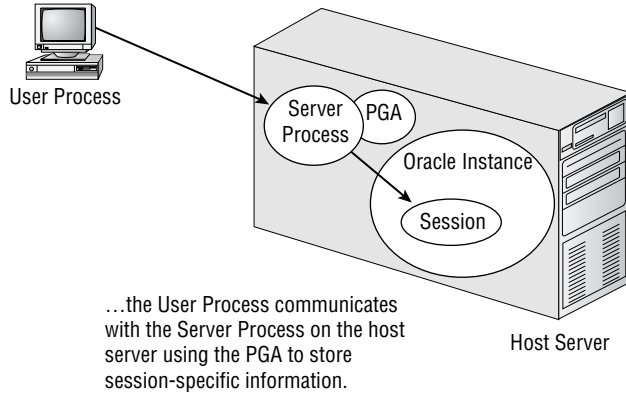 User Process
Server
Process
PGA
Oracle Instance
Session
…the User Process communicates
with the Server Process on the host
server using the PGA to store
session-specific information.
Host Server